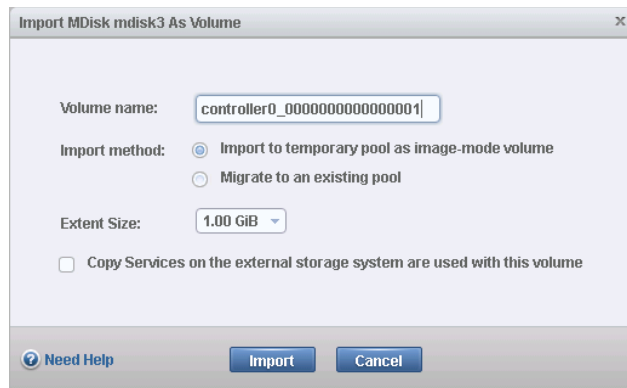 Import MDisk mdisk3 As Volume x
Volume name: controller0_0000000000000001
Import method: Import to temporary pool as image-mode volume
Migrate to an existing pool
Extent Size: 1.00 GiB
Copy Services on the external storage system are used with this volume
? Need Help Import Cancel